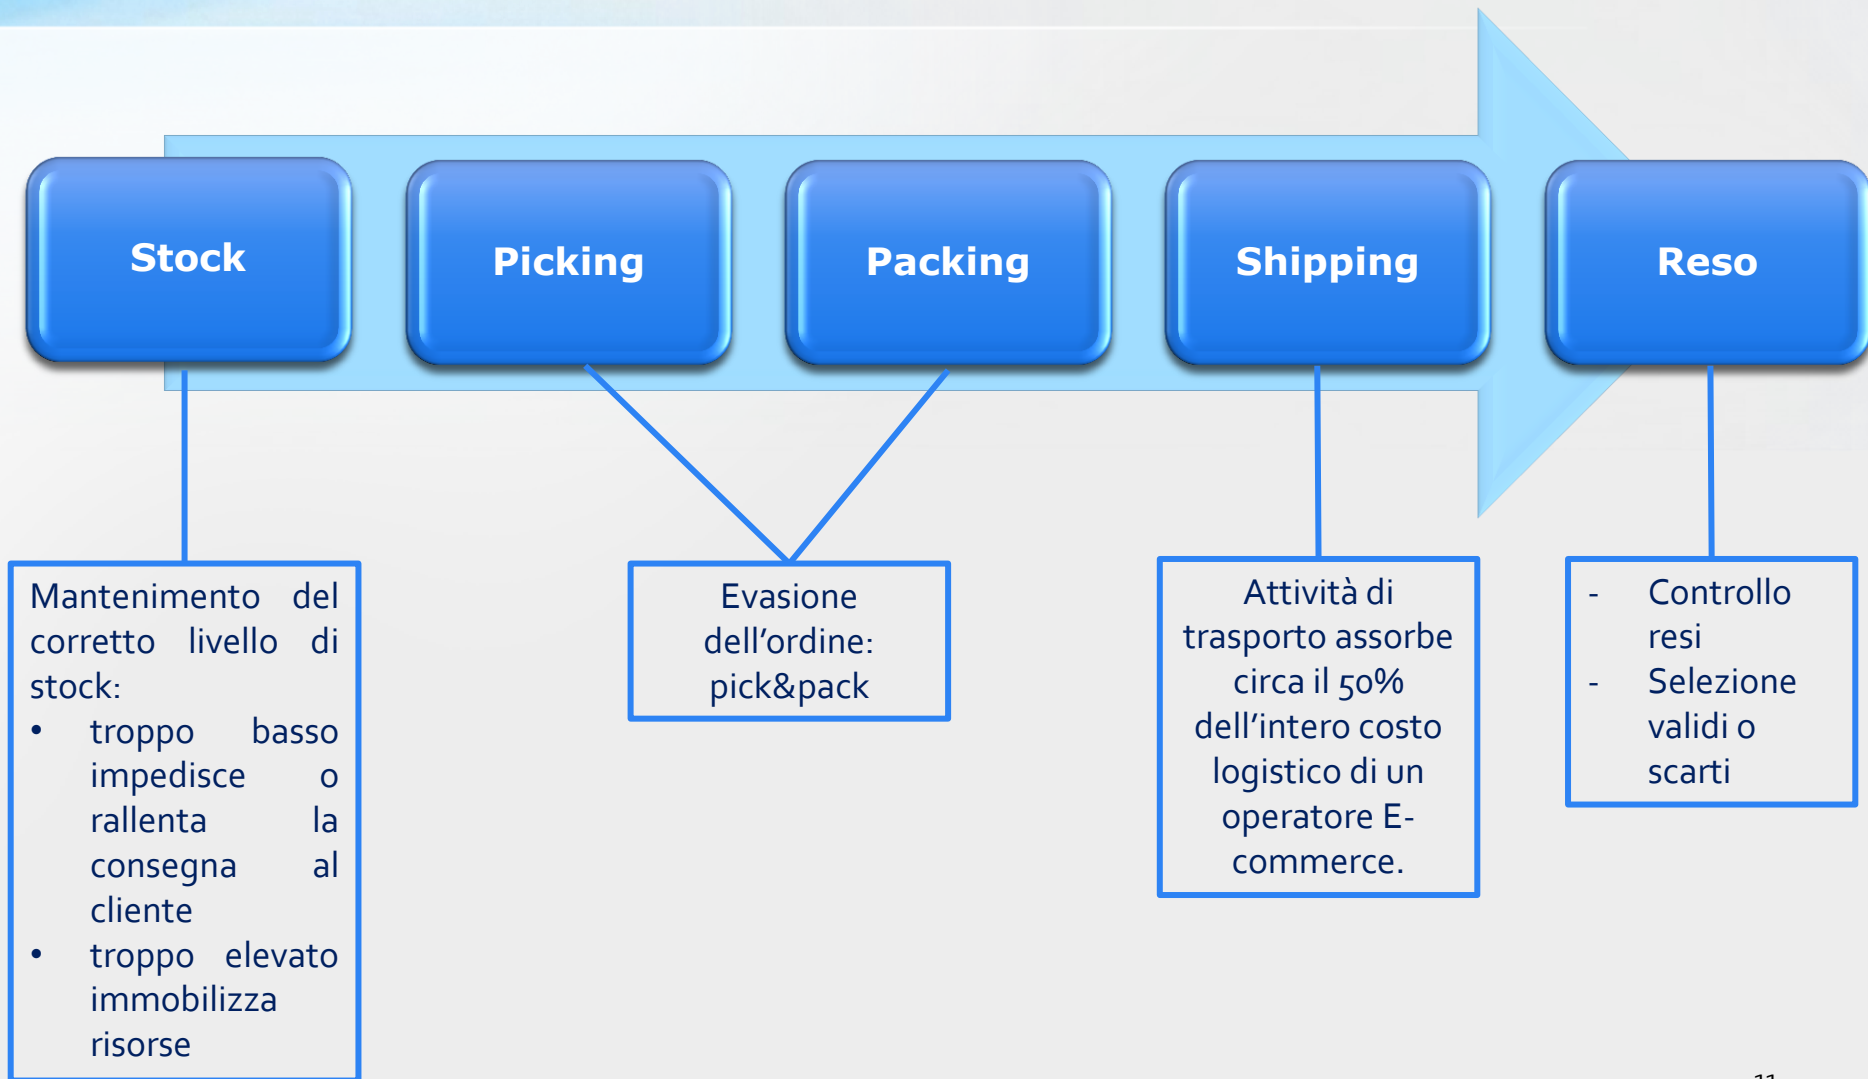 Stock
Picking
Packing
Shipping
Reso
Mantenimento del
corretto livello di
stock:
• troppo basso
impedisce o
rallenta la
consegna al
cliente
• troppo elevato
immobilizza
risorse
Evasione
dell'ordine:
pick&pack
Attività di
trasporto assorbe
circa il 50%
dell'intero costo
logistico di un
operatore E-
commerce.
- Controllo
resi
- Selezione
validi o
scarti
11